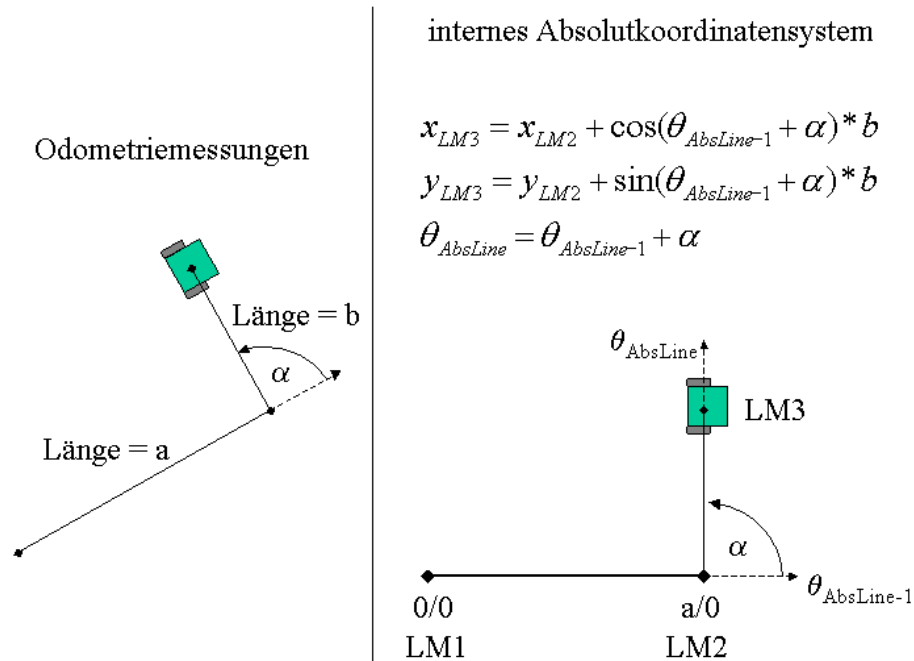 Odometriemessungen
Länge = b
α
Länge = a
internes Absolutkoordinatensystem
x_LM3 = x_LM2 + cos(θ_AbsLine-1 + α)* b
y_LM3 = y_LM2 + sin(θ_AbsLine-1 + α)* b
θ_AbsLine = θ_AbsLine-1 + α
θ_AbsLine
LM3
α
θ_AbsLine-1
0/0 a/0
LM1 LM2